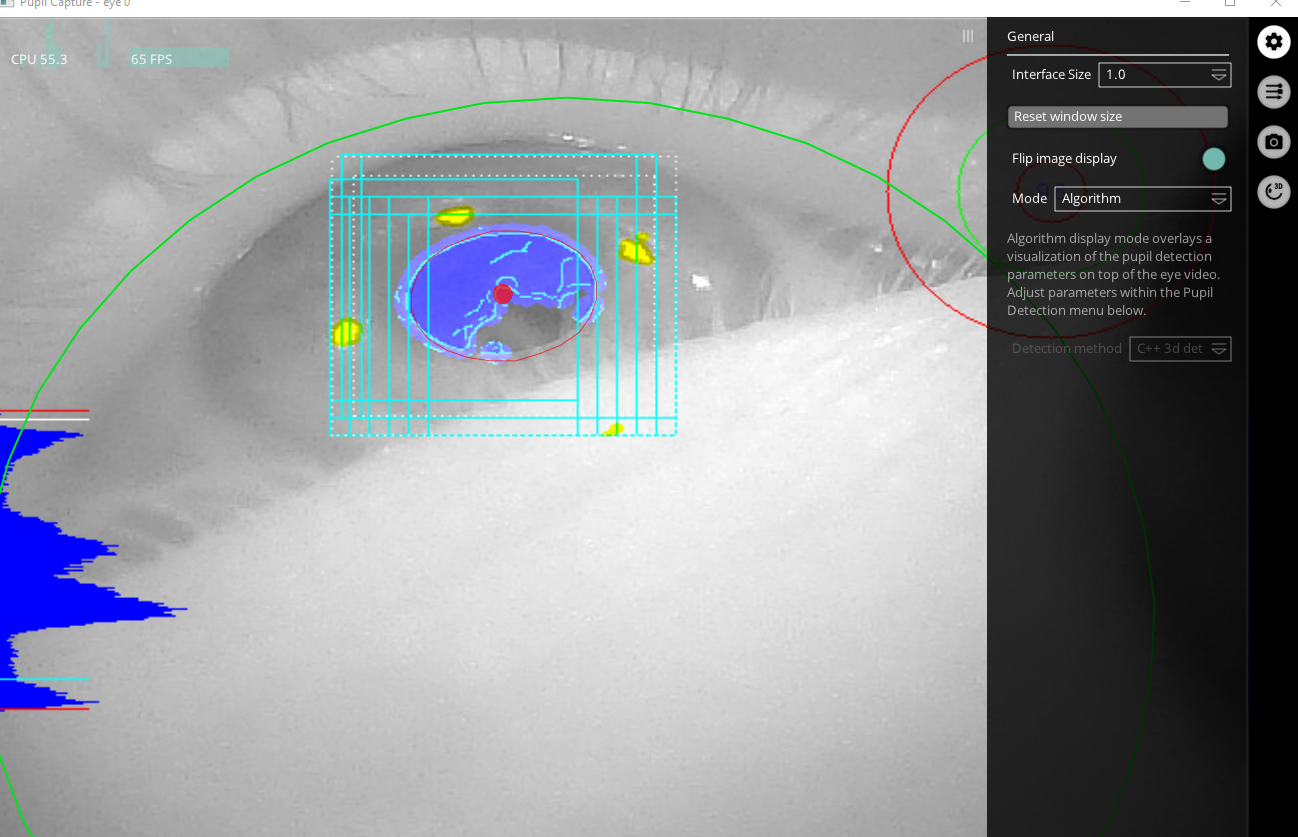 Pupil Capture - eye 0
CPU 55.3
65 FPS
General
Interface Size
1.0
Reset window size
Flip image display
Mode
Algorithm
Algorithm display mode overlays a
visualization of the pupil detection
parameters on top of the eye video.
Adjust parameters within the Pupil
Detection menu below.
Detection method
C++ 3d det
3D